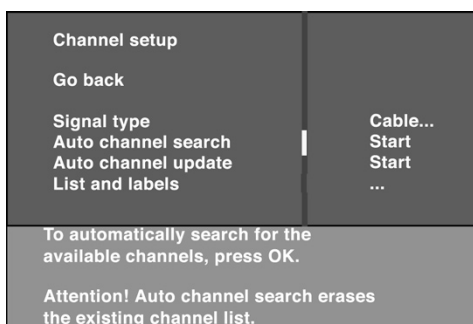 Channel setup
Go back
Signal type Cable...
Auto channel search Start
Auto channel update Start
List and labels ...
To automatically search for the
available channels, press OK.
Attention! Auto channel search erases
the existing channel list.